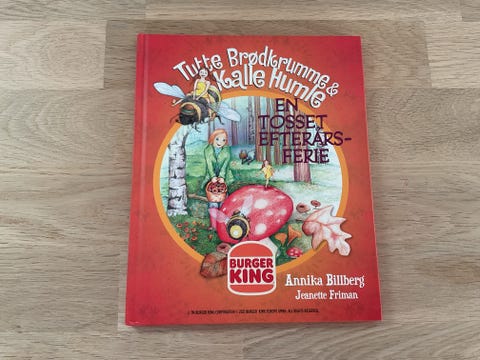 Tutte Brødkrumme &
Kalle Humle
EN
TOSSET
EFTERÅRS-
FERIE
BURGER
KING
Annika Billberg
Jeanette Friman